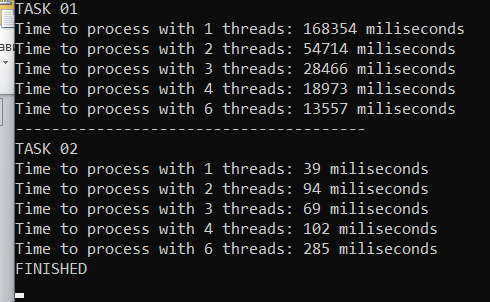 TASK 01
Time to process with 1 threads: 168354 miliseconds
Time to process with 2 threads: 54714 miliseconds
Time to process with 3 threads: 28466 miliseconds
Time to process with 4 threads: 18973 miliseconds
Time to process with 6 threads: 13557 miliseconds
---------------------------------------
TASK 02
Time to process with 1 threads: 39 miliseconds
Time to process with 2 threads: 94 miliseconds
Time to process with 3 threads: 69 miliseconds
Time to process with 4 threads: 102 miliseconds
Time to process with 6 threads: 285 miliseconds
FINISHED